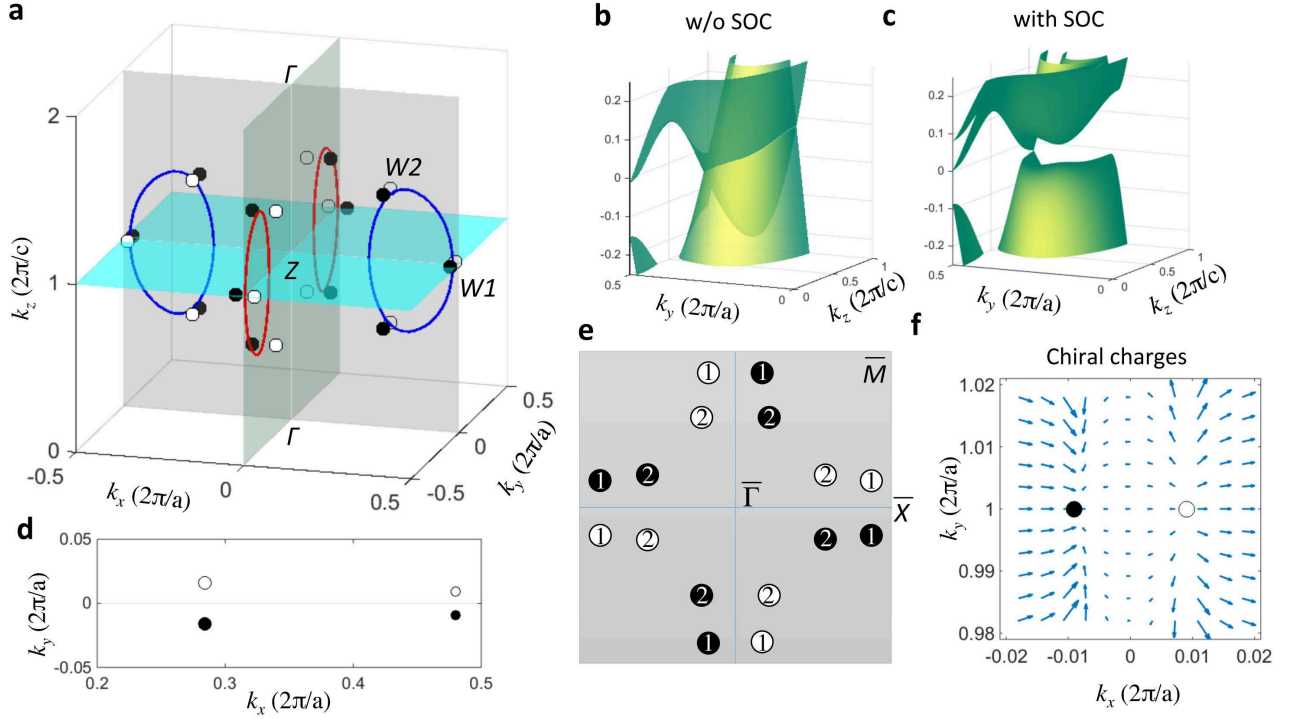 a
2
1
0
k_z (2π/c)
-0.5
0
0.5
k_x (2π/a)
-0.5
0
0.5
k_y (2π/a)
Γ
Z
Γ
W2
W1
b
w/o SOC
0.2
0.1
0
-0.1
-0.2
0.5
0
k_y (2π/a)
0
1
k_z (2π/c)
c
with SOC
0.2
0.1
0
-0.1
-0.2
0.5
0
k_y (2π/a)
0
1
k_z (2π/c)
d
0.05
0
-0.05
k_y (2π/a)
0.2 0.3 0.4 0.5
k_x (2π/a)
e
1 1 M̅
2 2
1 2 2 1
Γ̅
X̅
1 2 2 1
2 2
1 1
f
Chiral charges
1.02
1.01
1
0.99
0.98
k_y (2π/a)
-0.02 -0.01 0 0.01 0.02
k_x (2π/a)